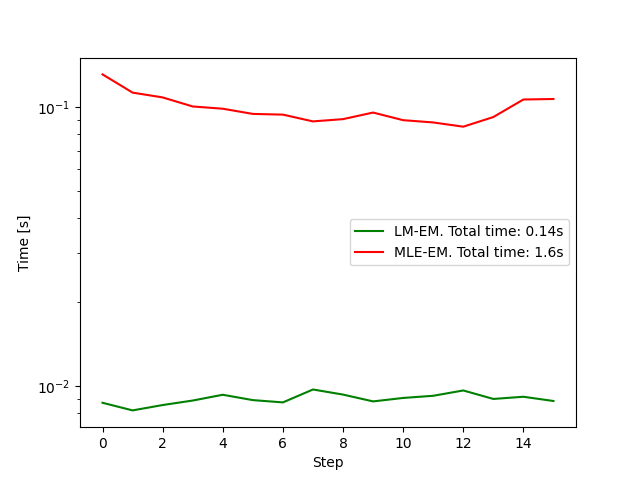 Time [s]
10⁻¹
10⁻²
LM-EM. Total time: 0.14s
MLE-EM. Total time: 1.6s
0 2 4 6 8 10 12 14
Step